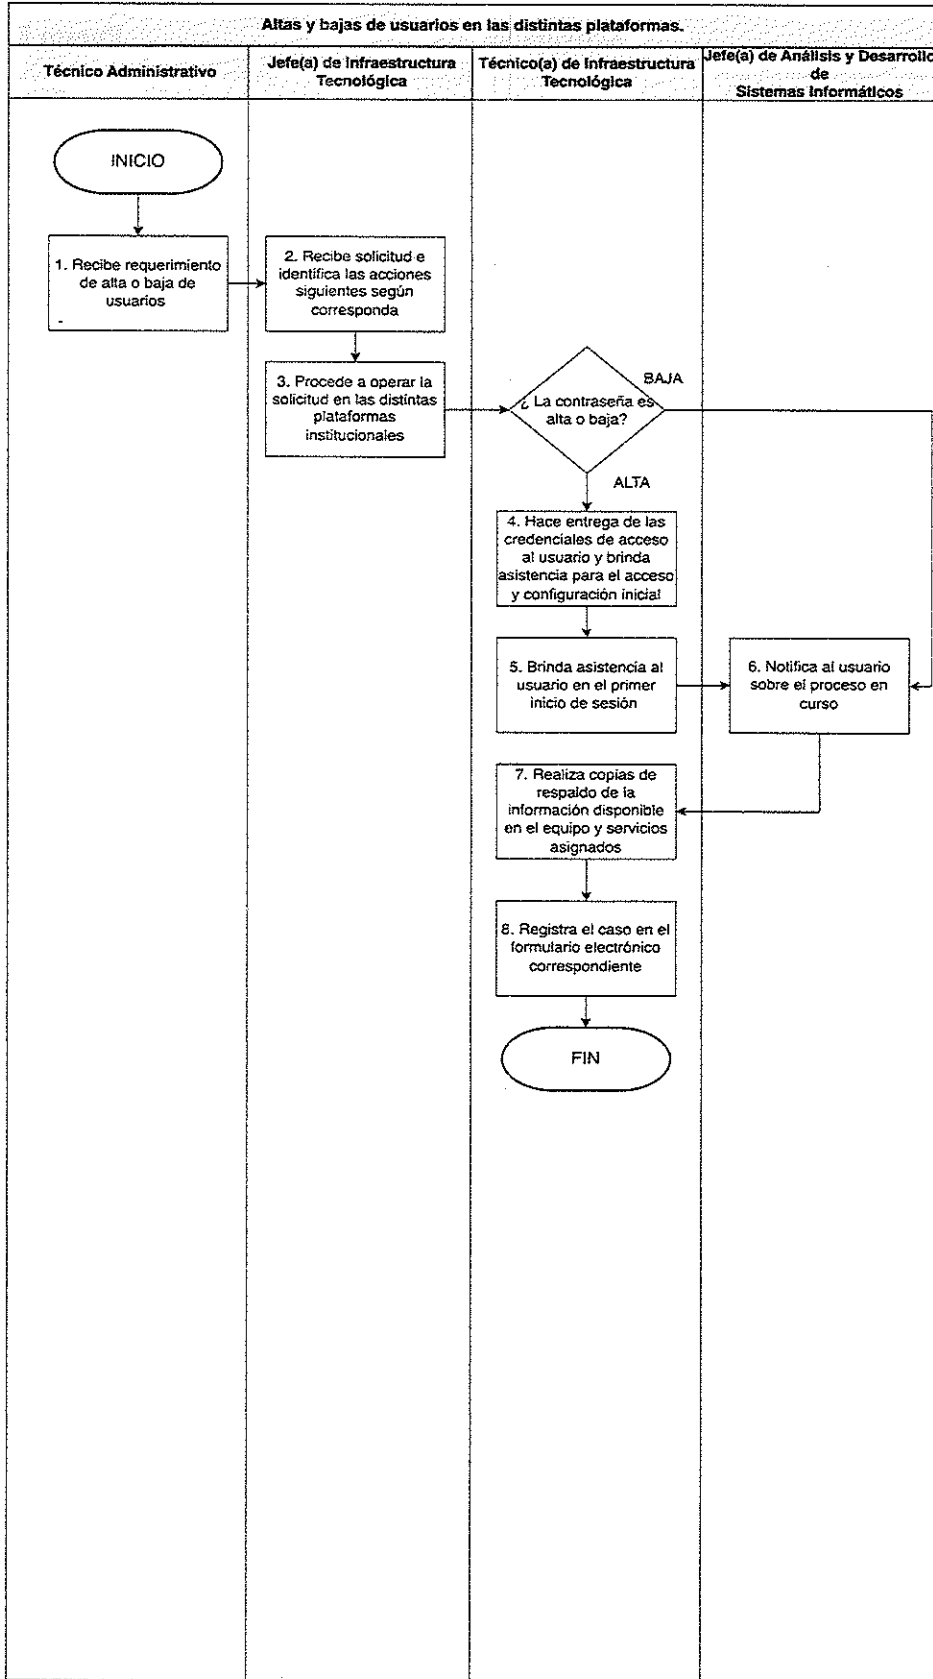 Altas y bajas de usuarios en las distintas plataformas.
Técnico Administrativo
Jefe(a) de Infraestructura
Tecnológica
Técnico(a) de Infraestructura
Tecnológica
Jefe(a) de Análisis y Desarrollo
de
Sistemas Informáticos
INICIO
1. Recibe requerimiento
de alta o baja de
usuarios
2. Recibe solicitud e
identifica las acciones
siguientes según
corresponda
3. Procede a operar la
solicitud en las distintas
plataformas
institucionales
¿ La contraseña es
alta o baja?
BAJA
ALTA
4. Hace entrega de las
credenciales de acceso
al usuario y brinda
asistencia para el acceso
y configuración inicial
5. Brinda asistencia al
usuario en el primer
inicio de sesión
6. Notifica al usuario
sobre el proceso en
curso
7. Realiza copias de
respaldo de la
información disponible
en el equipo y servicios
asignados
8. Registra el caso en el
formulario electrónico
correspondiente
FIN